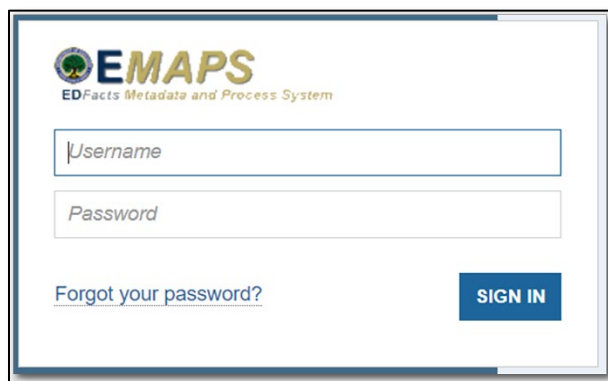 EMAPS
EDFacts Metadata and Process System
Username
Password
Forgot your password?
SIGN IN